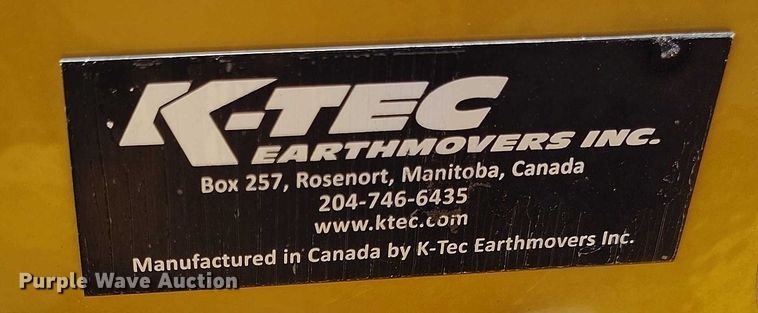 K-TEC
EARTHMOVERS INC.
Box 257, Rosenort, Manitoba, Canada
204-746-6435
www.ktec.com
Manufactured in Canada by K-Tec Earthmovers Inc.
Purple Wave Auction